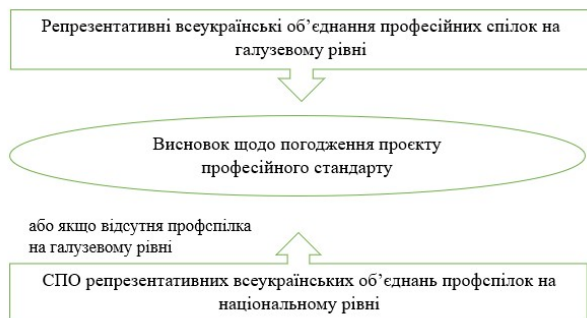 Репрезентативні всеукраїнські об’єднання професійних спілок на
галузевому рівні
Висновок щодо погодження проєкту
професійного стандарту
або якщо відсутня профспілка
на галузевому рівні
СПО репрезентативних всеукраїнських об’єднань профспілок на
національному рівні